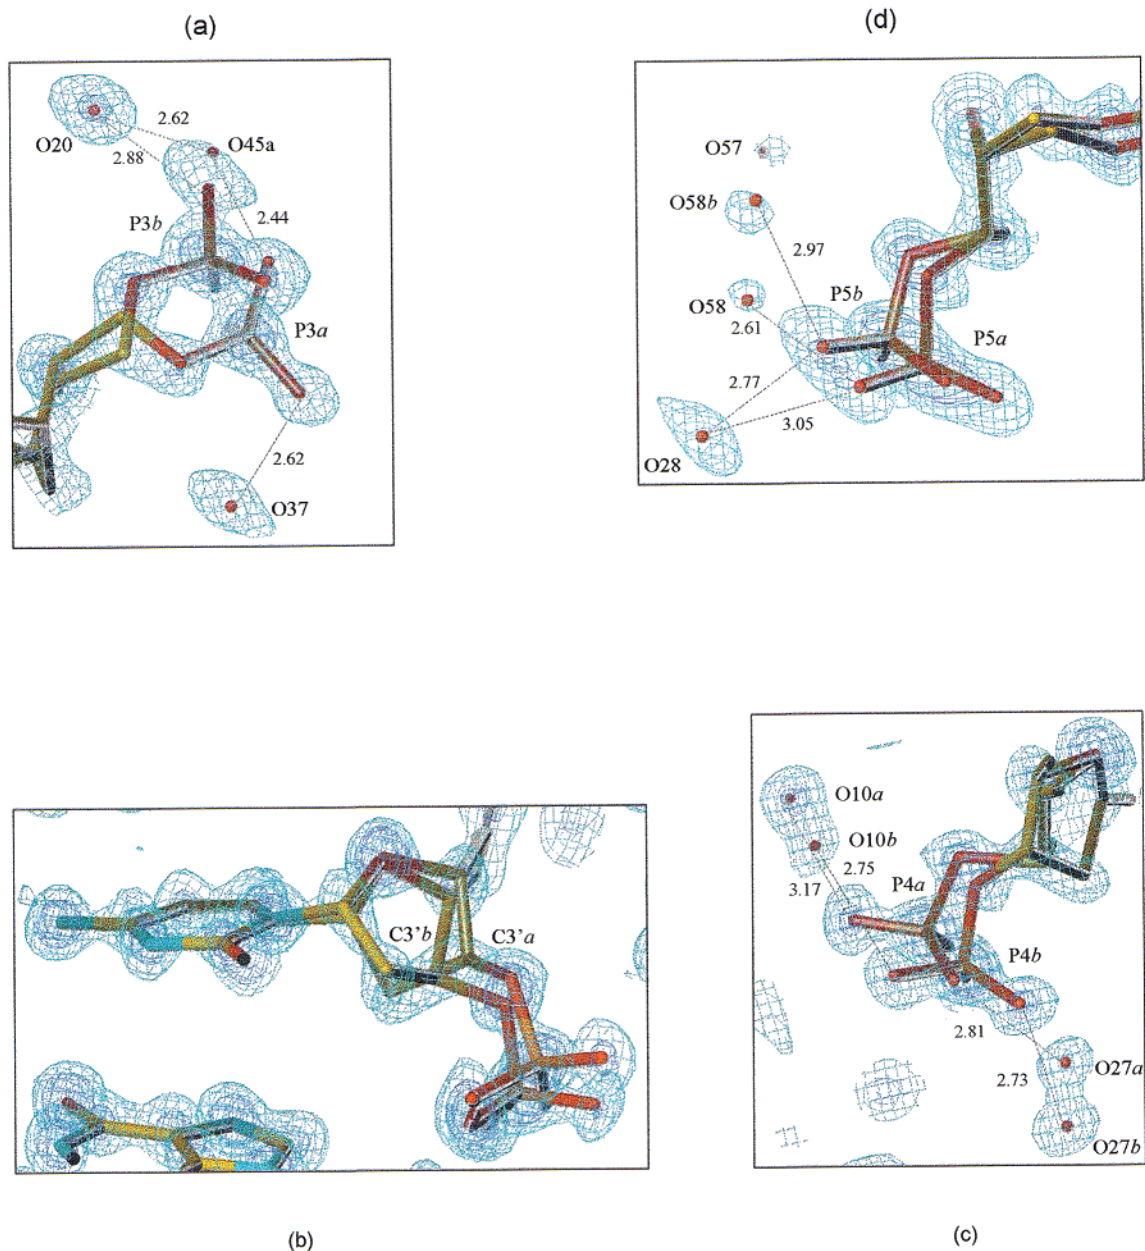 (a)
O20
2.62
2.88
O45a
P3b
2.44
P3a
2.62
O37
(d)
O57
O58b
2.97
P5b
O58
2.61
P5a
2.77
3.05
O28
C3'b
C3'a
(b)
O10a
O10b
2.75
P4a
3.17
P4b
2.81
O27a
2.73
O27b
(c)